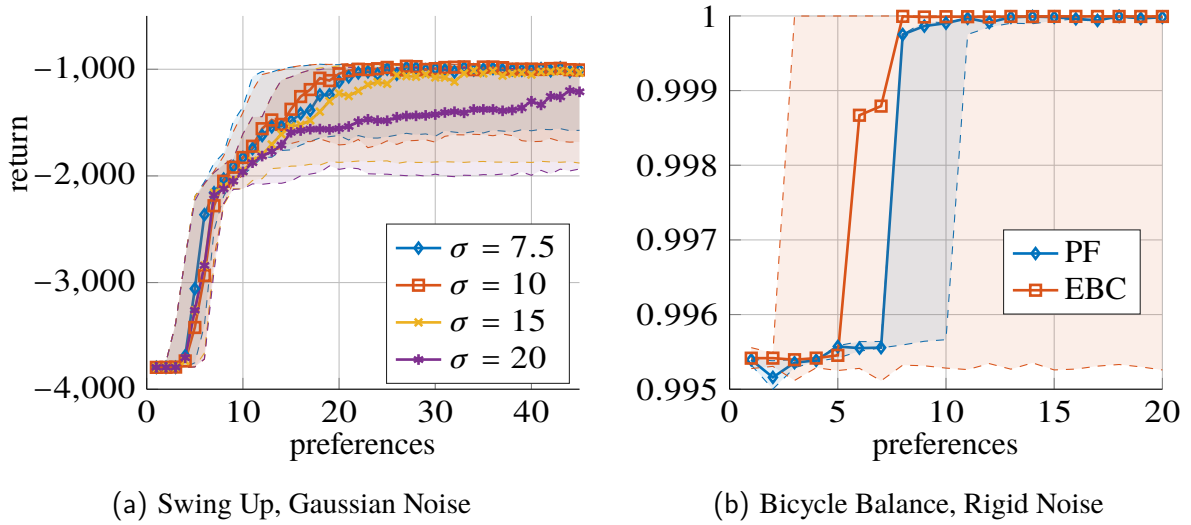 −1,000
−2,000
−3,000
−4,000
return
0 10 20 30 40
preferences
σ = 7.5
σ = 10
σ = 15
σ = 20
(a) Swing Up, Gaussian Noise
1
0.999
0.998
0.997
0.996
0.995
0 5 10 15 20
preferences
PF
EBC
(b) Bicycle Balance, Rigid Noise